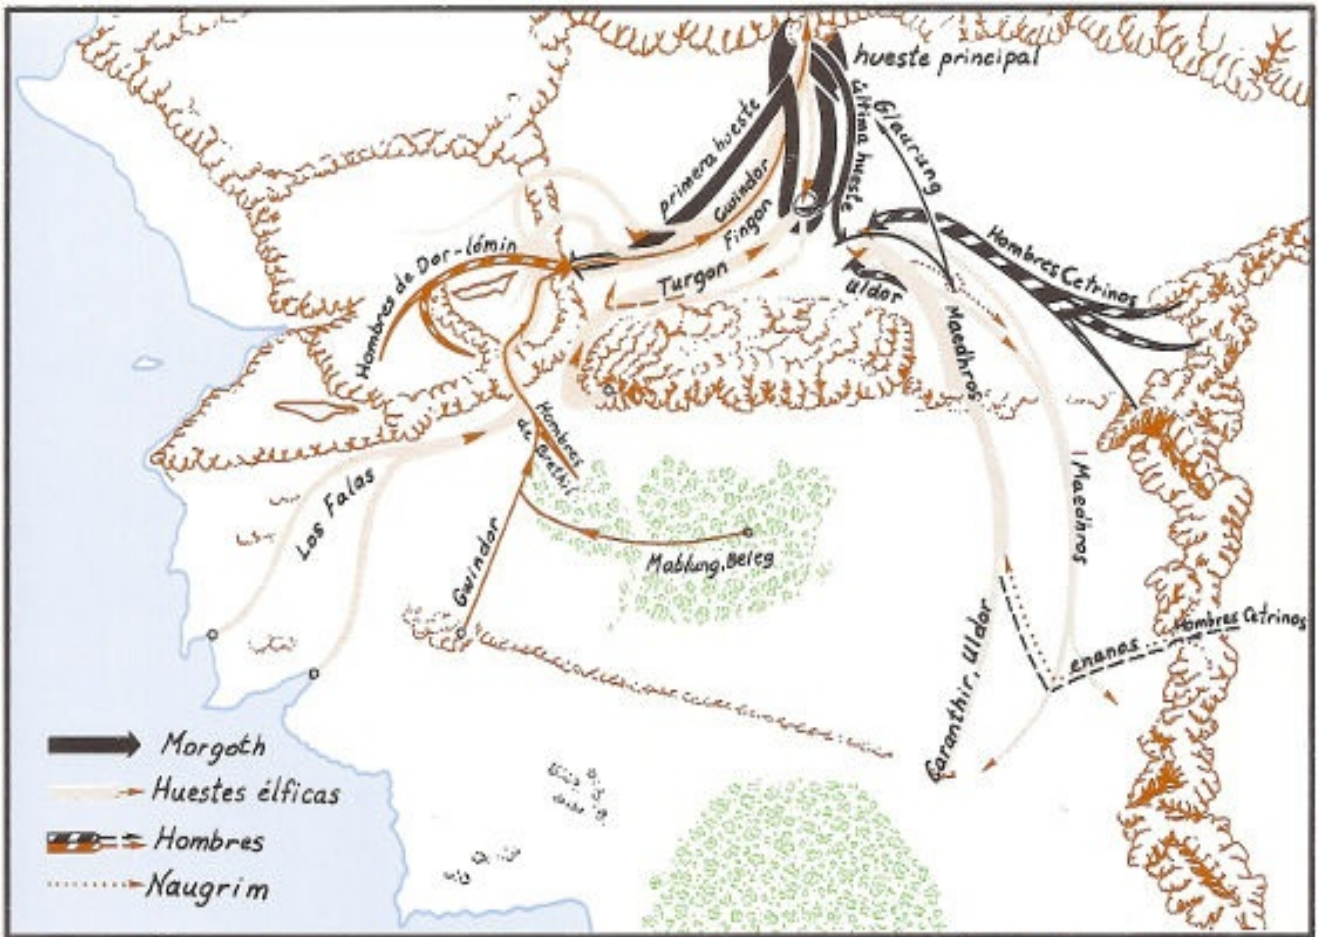 hueste principal
última hueste
Glaurung
primera hueste
Gwindor
Fingon
Turgon
Hombres de Dor-lómin
Hombres Cetrinos
Uldor
Maedhros
Hombres
de Brethil
Los Falas
Gwindor
Mablung, Beleg
Maedhros
Caranthir, Uldor
enanos
Hombres Cetrinos
Morgoth
Huestes élficas
Hombres
Naugrim